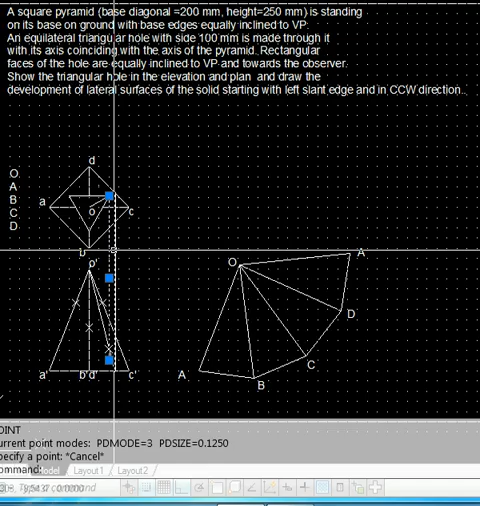 A square pyramid (base diagonal =200 mm, height=250 mm) is standing
on its base on ground with base edges equally inclined to VP.
An equilateral triangular hole with side 100 mm is made through it
with its axis coinciding with the axis of the pyramid. Rectangular
faces of the hole are equally inclined to VP and towards the observer.
Show the triangular hole in the elevation and plan and draw the
development of lateral surfaces of the solid starting with left slant edge and in CCW direction..
d
O
A
B
C
D
a
o
c
b
o'
a'
b'd'
c'
O
A
D
C
B
A
OINT
urrent point modes: PDMODE=3 PDSIZE=0.1250
pecify a point: *Cancel*
ommand:
Model
Layout1
Layout2
Type a command
0.0000